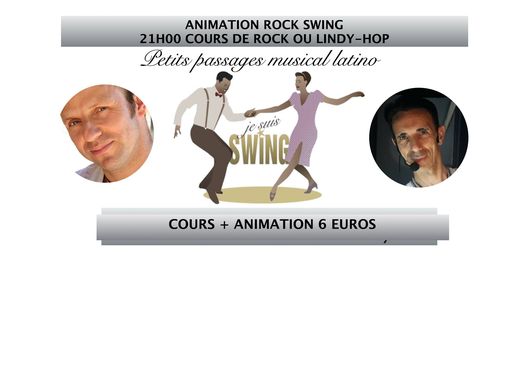 ANIMATION ROCK SWING
21H00 COURS DE ROCK OU LINDY-HOP
Petits passages musical latino
je suis
SWING
COURS + ANIMATION 6 EUROS